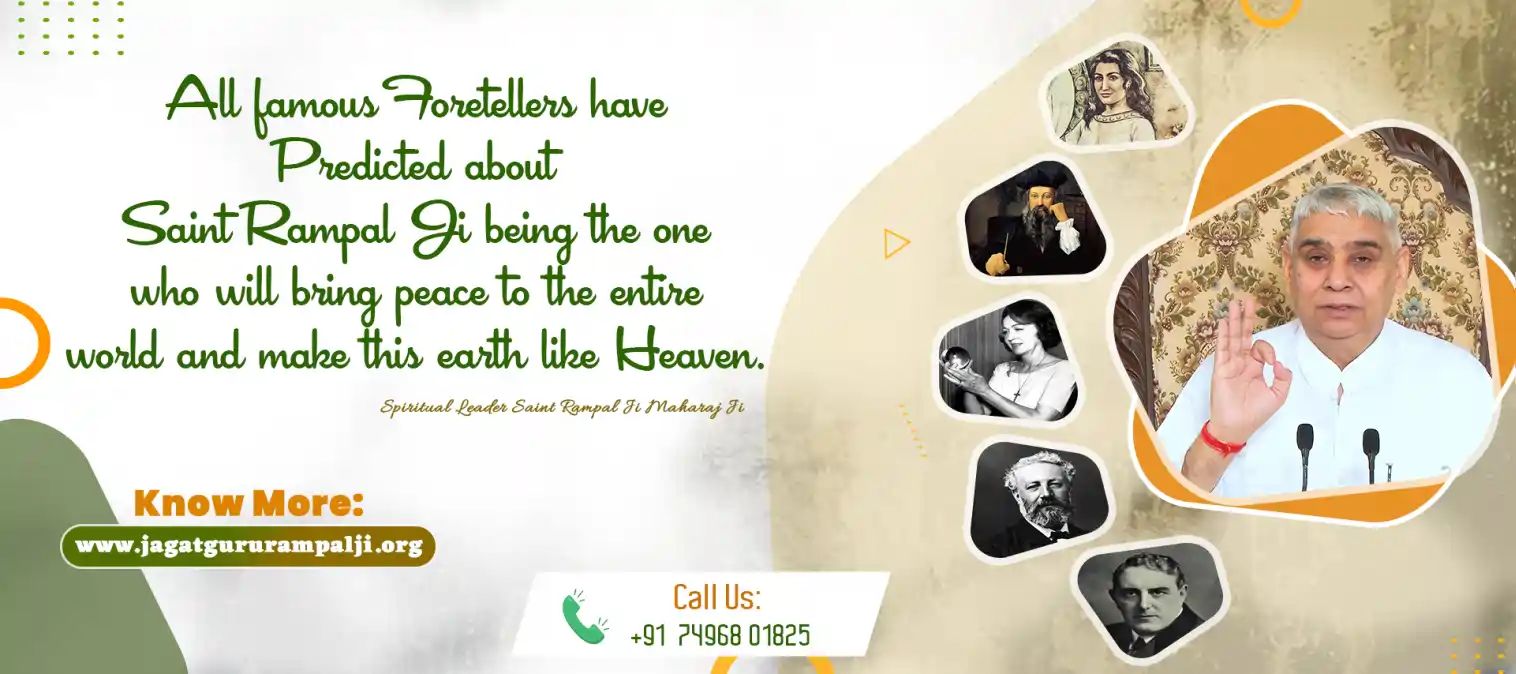 All famous Foretellers have
Predicted about
Saint Rampal Ji being the one
who will bring peace to the entire
world and make this earth like Heaven.
Spiritual Leader Saint Rampal Ji Maharaj Ji
Know More:
www.jagatgururampalji.org
Call Us:
+91 74968 01825